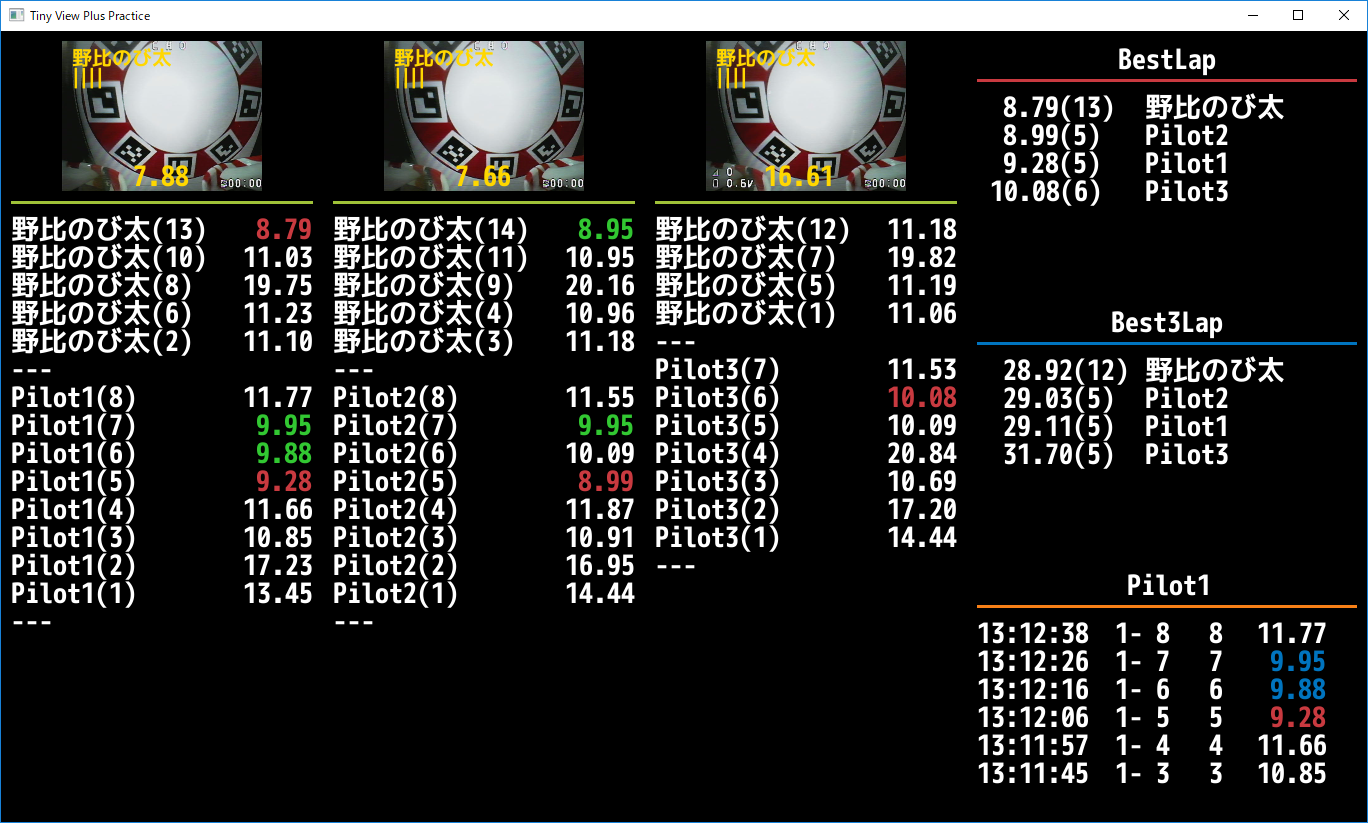 Tiny View Plus Practice
野比のび太
||||
7.88
00:00
野比のび太(13) 8.79
野比のび太(10) 11.03
野比のび太(8) 19.75
野比のび太(6) 11.23
野比のび太(2) 11.10
---
Pilot1(8) 11.77
Pilot1(7) 9.95
Pilot1(6) 9.88
Pilot1(5) 9.28
Pilot1(4) 11.66
Pilot1(3) 10.85
Pilot1(2) 17.23
Pilot1(1) 13.45
---
野比のび太
||||
7.66
00:00
野比のび太(14) 8.95
野比のび太(11) 10.95
野比のび太(9) 20.16
野比のび太(4) 10.96
野比のび太(3) 11.18
---
Pilot2(8) 11.55
Pilot2(7) 9.95
Pilot2(6) 10.09
Pilot2(5) 8.99
Pilot2(4) 11.87
Pilot2(3) 10.91
Pilot2(2) 16.95
Pilot2(1) 14.44
---
野比のび太
||||
0
0.6V 16.61 00:00
野比のび太(12) 11.18
野比のび太(7) 19.82
野比のび太(5) 11.19
野比のび太(1) 11.06
---
Pilot3(7) 11.53
Pilot3(6) 10.08
Pilot3(5) 10.09
Pilot3(4) 20.84
Pilot3(3) 10.69
Pilot3(2) 17.20
Pilot3(1) 14.44
---
BestLap
8.79(13) 野比のび太
8.99(5) Pilot2
9.28(5) Pilot1
10.08(6) Pilot3
Best3Lap
28.92(12) 野比のび太
29.03(5) Pilot2
29.11(5) Pilot1
31.70(5) Pilot3
Pilot1
13:12:38 1- 8 8 11.77
13:12:26 1- 7 7 9.95
13:12:16 1- 6 6 9.88
13:12:06 1- 5 5 9.28
13:11:57 1- 4 4 11.66
13:11:45 1- 3 3 10.85